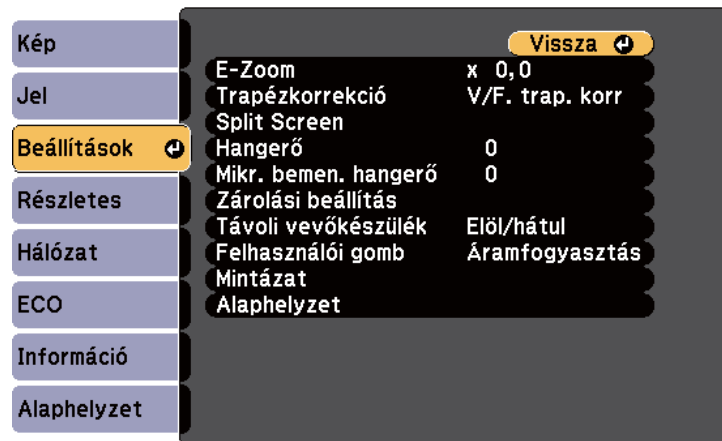 Kép
Jel
Beállítások
Részletes
Hálózat
ECO
Információ
Alaphelyzet
Vissza
E-Zoom x 0,0
Trapézkorrekció V/F. trap. korr
Split Screen
Hangerő 0
Mikr. bemen. hangerő 0
Zárolási beállítás
Távoli vevőkészülék Elöl/hátul
Felhasználói gomb Áramfogyasztás
Mintázat
Alaphelyzet